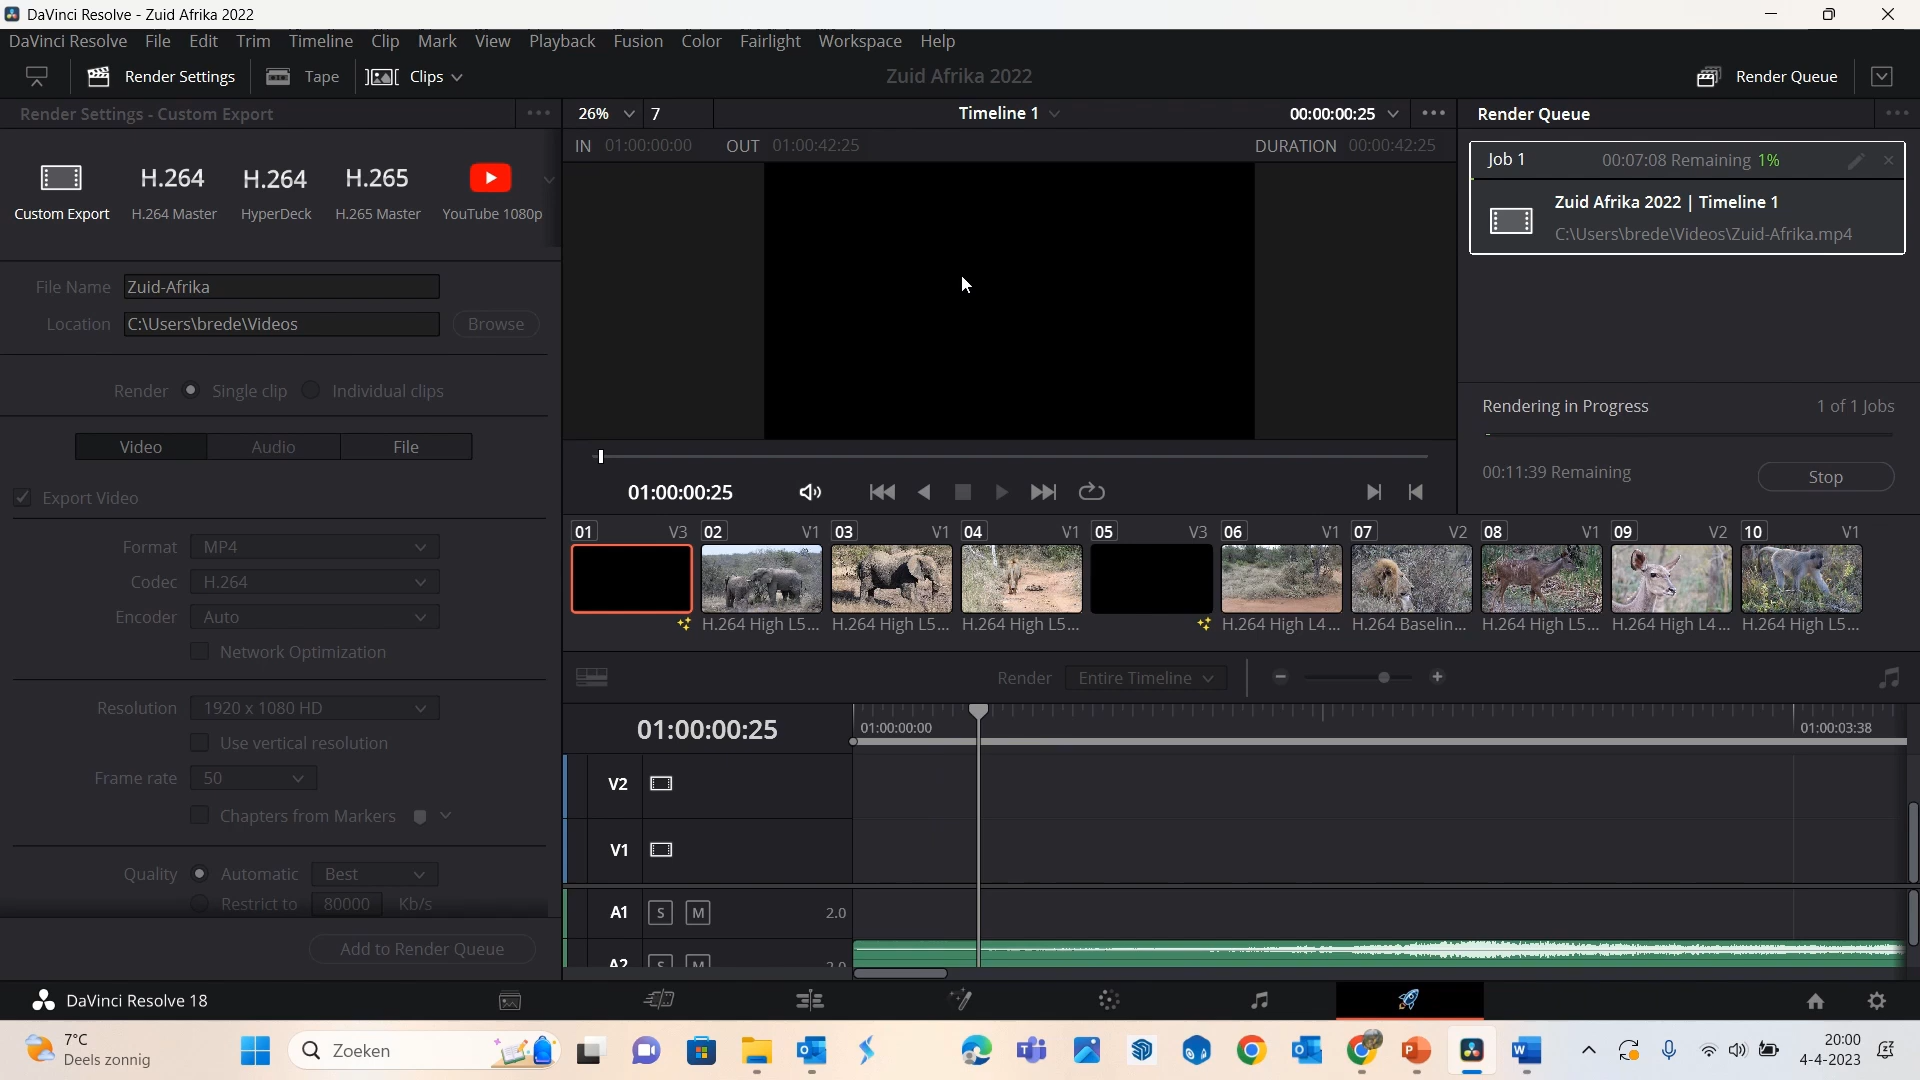 DaVinci Resolve - Zuid Afrika 2022
DaVinci Resolve File Edit Trim Timeline Clip Mark View Playback Fusion Color Fairlight Workspace Help
Render Settings Tape Clips Zuid Afrika 2022 Render Queue
Render Settings - Custom Export
26% 7 Timeline 1 00:00:00:25
Render Queue
IN 01:00:00:00 OUT 01:00:42:25 DURATION 00:00:42:25
Job 1 00:07:08 Remaining 1%
Zuid Afrika 2022 | Timeline 1
C:\Users\brede\Videos\Zuid-Afrika.mp4
H.264 H.264 H.265
Custom Export H.264 Master HyperDeck H.265 Master YouTube 1080p
File Name Zuid-Afrika
Location C:\Users\brede\Videos Browse
Render Single clip Individual clips
Video Audio File
Export Video
Format MP4
Codec H.264
Encoder Auto
Network Optimization
Resolution 1920 x 1080 HD
Use vertical resolution
Frame rate 50
Chapters from Markers
Quality Automatic Best
Restrict to 80000 Kb/s
Add to Render Queue
Rendering in Progress 1 of 1 Jobs
00:11:39 Remaining Stop
01:00:00:25
01 V3 02 V1 03 V1 04 V1 05 V3 06 V1 07 V2 08 V1 09 V2 10 V1
H.264 High L5... H.264 High L5... H.264 High L5... H.264 High L4... H.264 Baselin... H.264 High L5... H.264 High L4... H.264 High L5...
Render Entire Timeline
01:00:00:25 01:00:00:00 01:00:03:38
V2
V1
A1 S M 2.0
A2 S M 2.0
DaVinci Resolve 18
7°C
Deels zonnig
Zoeken
20:00
4-4-2023